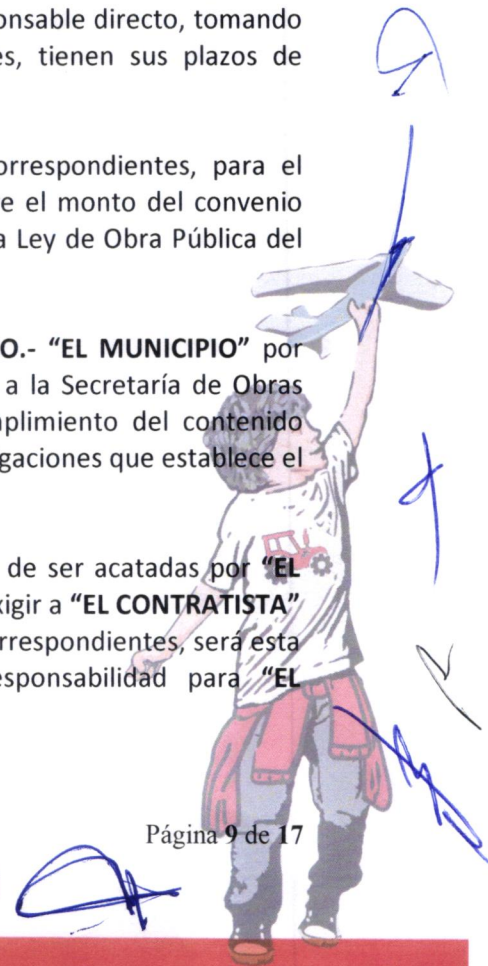 onsable directo, tomando
es, tienen sus plazos de
orrespondientes, para el
e el monto del convenio
a Ley de Obra Pública del
O.- “EL MUNICIPIO” por
a la Secretaría de Obras
plimiento del contenido
gaciones que establece el
de ser acatadas por “EL
xigir a “EL CONTRATISTA”
rrespondientes, será esta
esponsabilidad para “EL
Página 9 de 17